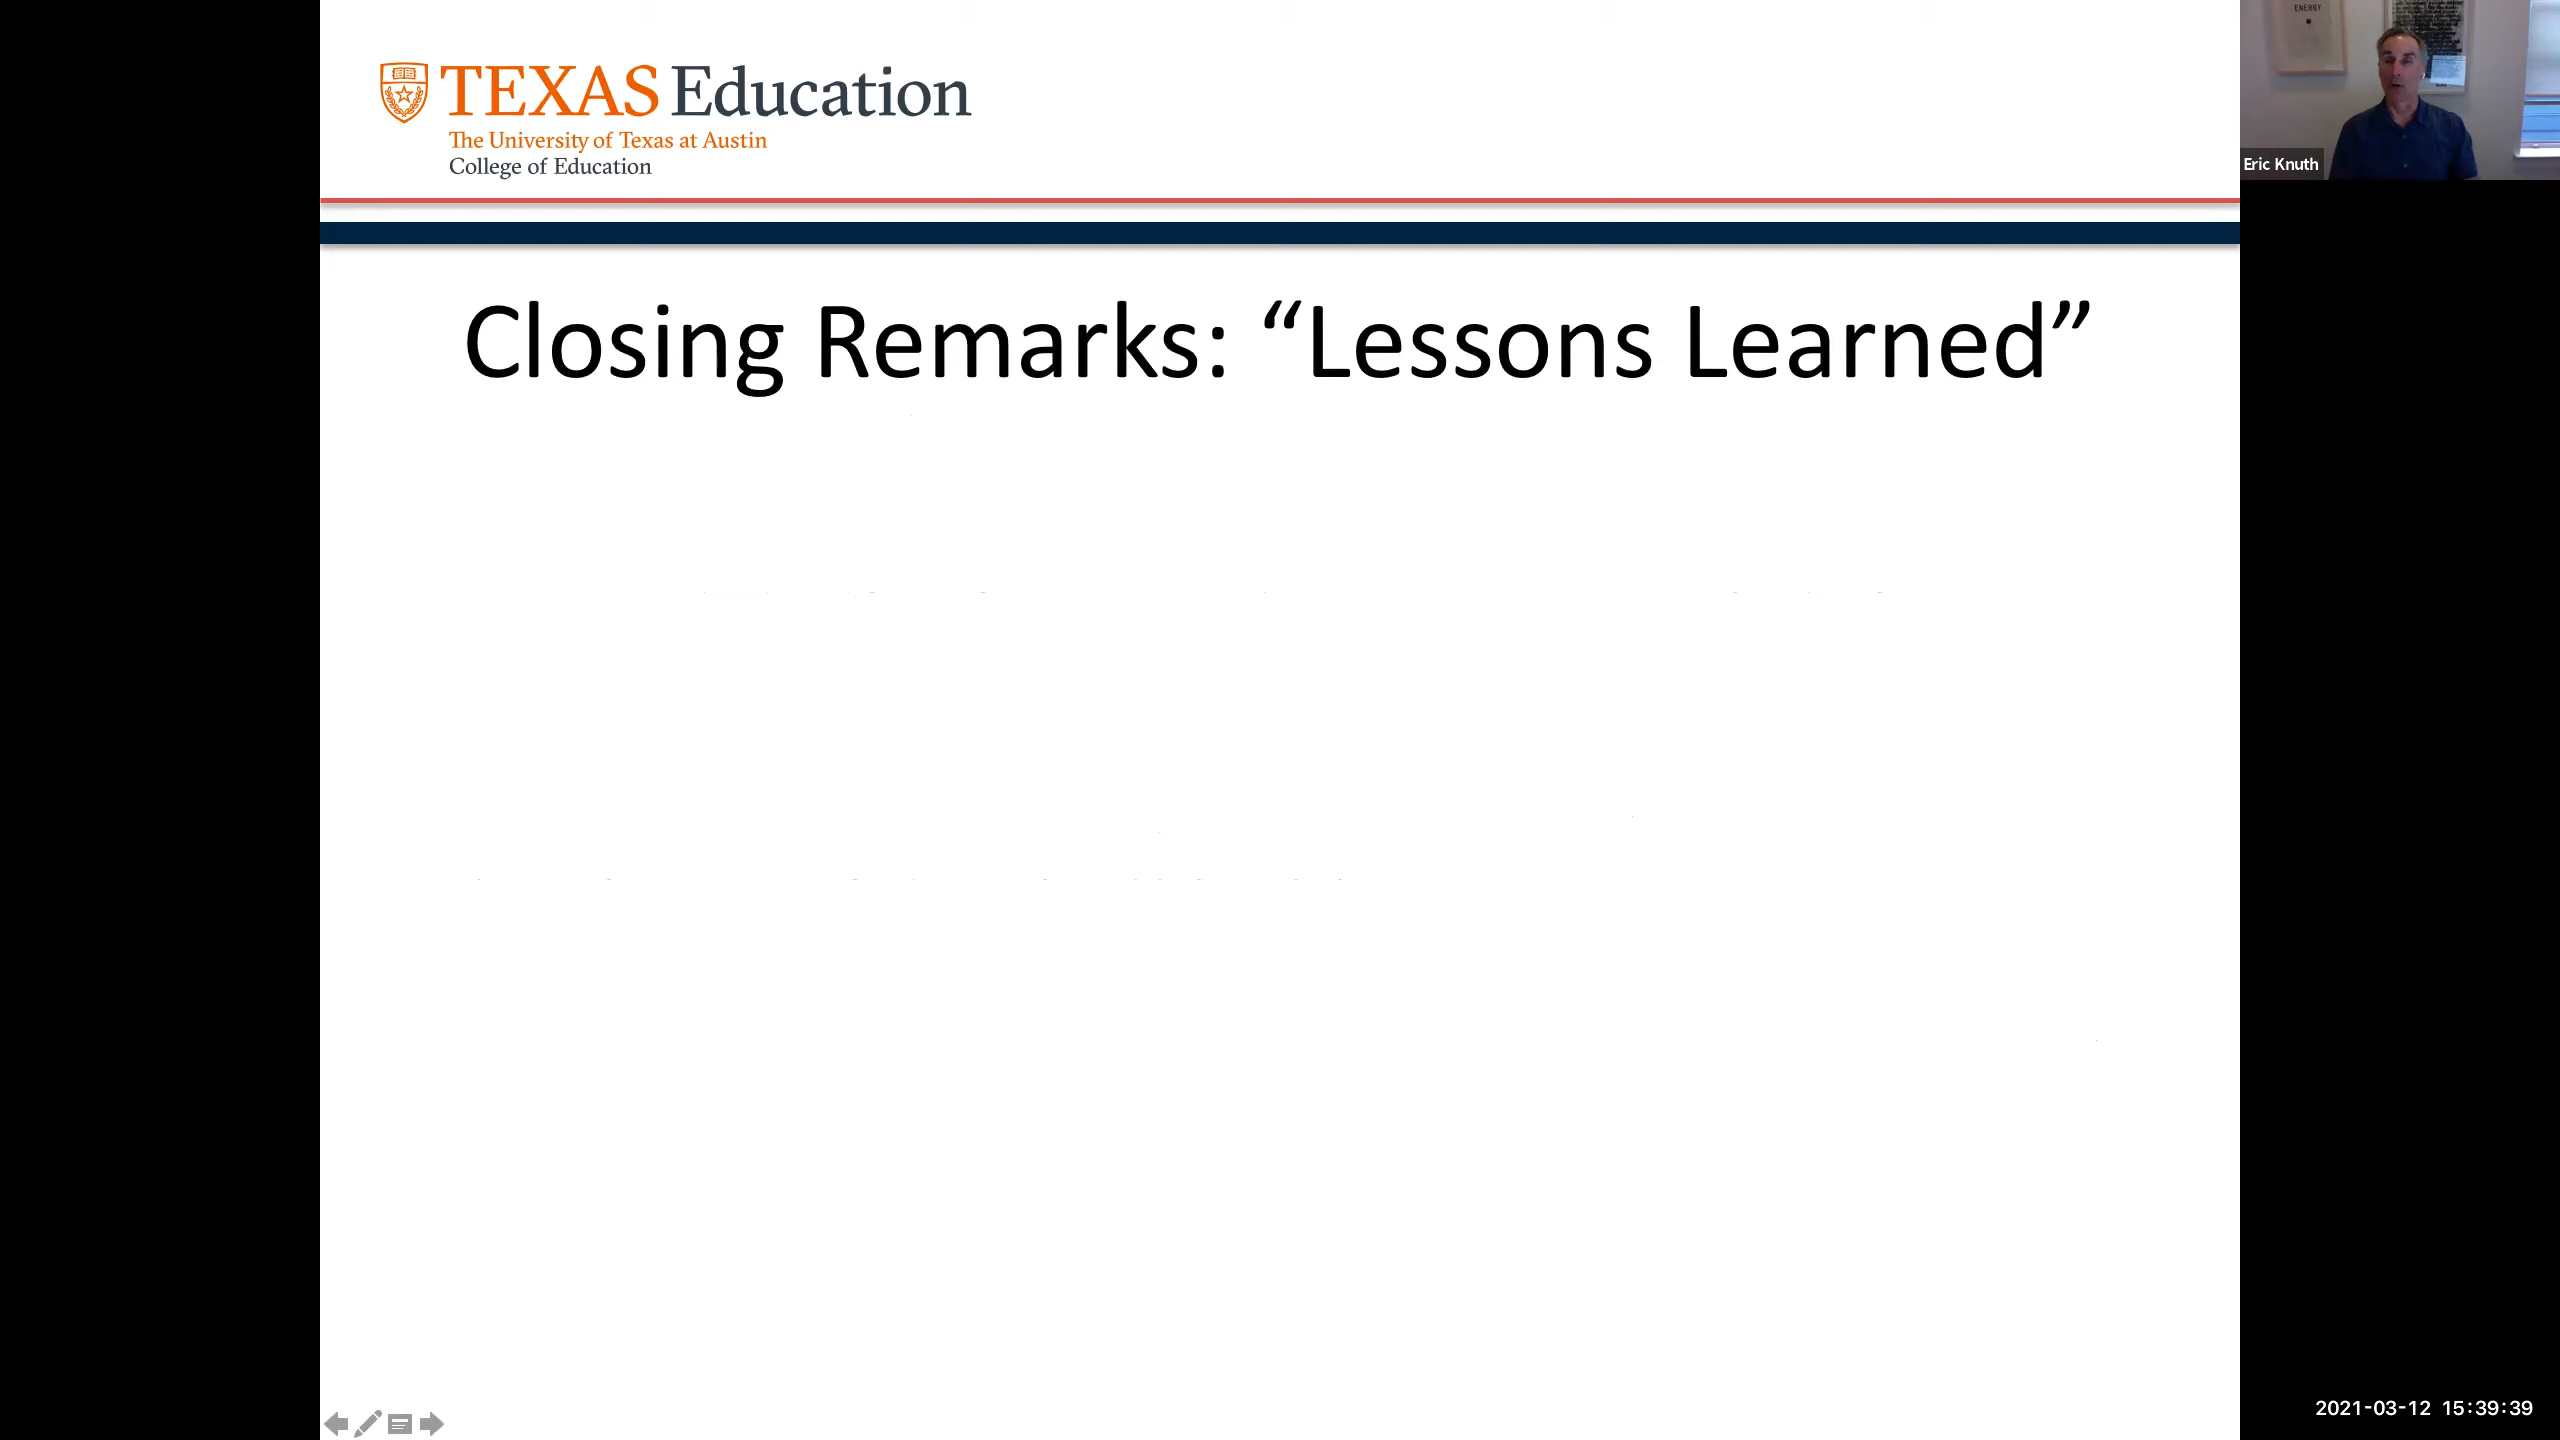 TEXAS Education
The University of Texas at Austin
College of Education
ENERGY
Eric Knuth
Closing Remarks: “Lessons Learned”
2021-03-12 15:39:39